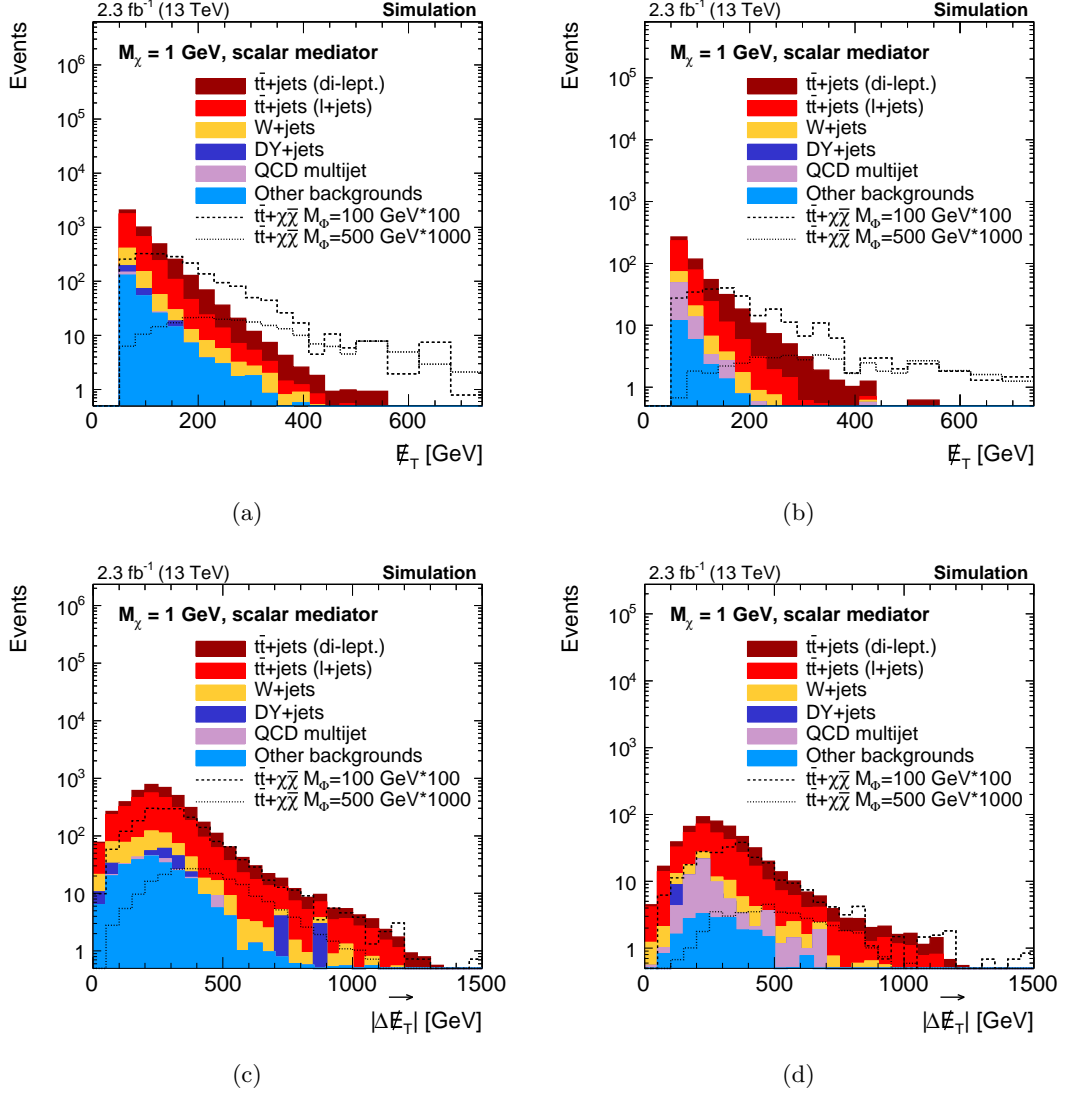 2.3 fb⁻¹ (13 TeV) Simulation
Events
M_χ = 1 GeV, scalar mediator
tt̄+jets (di-lept.)
tt̄+jets (l+jets)
W+jets
DY+jets
QCD multijet
Other backgrounds
tt̄+χχ̄ M_Φ=100 GeV*100
tt̄+χχ̄ M_Φ=500 GeV*1000
10⁶
10⁵
10⁴
10³
10²
10
1
0 200 400 600
E̸_T [GeV]
(a)
2.3 fb⁻¹ (13 TeV) Simulation
Events
M_χ = 1 GeV, scalar mediator
tt̄+jets (di-lept.)
tt̄+jets (l+jets)
W+jets
DY+jets
QCD multijet
Other backgrounds
tt̄+χχ̄ M_Φ=100 GeV*100
tt̄+χχ̄ M_Φ=500 GeV*1000
10⁵
10⁴
10³
10²
10
1
0 200 400 600
E̸_T [GeV]
(b)
2.3 fb⁻¹ (13 TeV) Simulation
Events
M_χ = 1 GeV, scalar mediator
tt̄+jets (di-lept.)
tt̄+jets (l+jets)
W+jets
DY+jets
QCD multijet
Other backgrounds
tt̄+χχ̄ M_Φ=100 GeV*100
tt̄+χχ̄ M_Φ=500 GeV*1000
10⁶
10⁵
10⁴
10³
10²
10
1
0 500 1000 1500
|ΔE̸⃗_T| [GeV]
(c)
2.3 fb⁻¹ (13 TeV) Simulation
Events
M_χ = 1 GeV, scalar mediator
tt̄+jets (di-lept.)
tt̄+jets (l+jets)
W+jets
DY+jets
QCD multijet
Other backgrounds
tt̄+χχ̄ M_Φ=100 GeV*100
tt̄+χχ̄ M_Φ=500 GeV*1000
10⁵
10⁴
10³
10²
10
1
0 500 1000 1500
|ΔE̸⃗_T| [GeV]
(d)